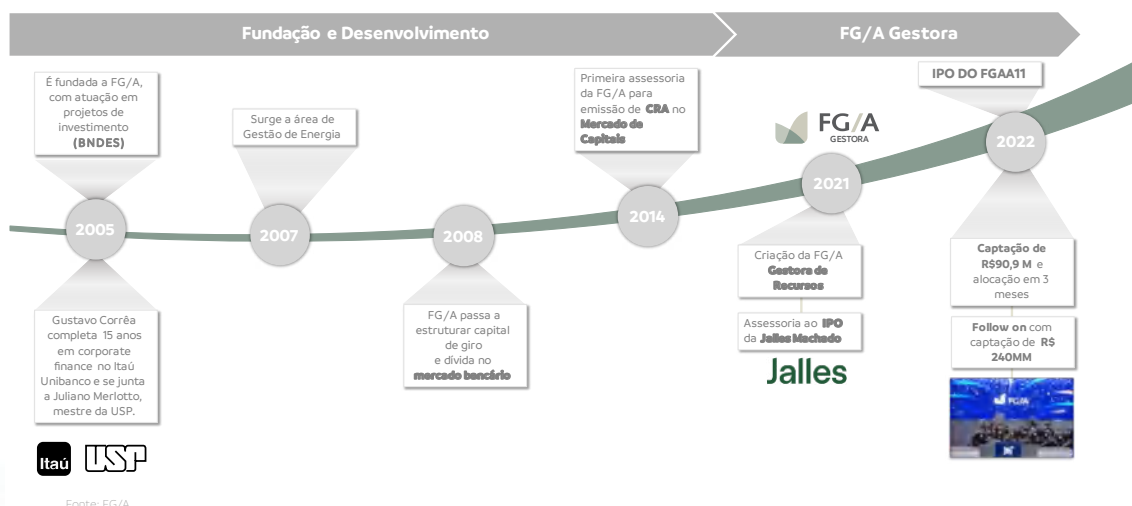 Fundação e Desenvolvimento
FG/A Gestora
É fundada a FG/A,
com atuação em
projetos de
investimento
(BNDES)
2005
Gustavo Corrêa
completa 15 anos
em corporate
finance no Itaú
Unibanco e se junta
a Juliano Merlotto,
mestre da USP.
Itaú
USP
Surge a área de
Gestão de Energia
2007
2008
FG/A passa a
estruturar capital
de giro
e dívida no
mercado bancário
Primeira assessoria
da FG/A para
emissão de CRA no
Mercado de
Capitais
2014
FG/A
GESTORA
2021
Criação da FG/A
Gestora de
Recursos
Assessoria ao IPO
da Jalles Machado
Jalles
IPO DO FGAA11
2022
Captação de
R$90,9 M e
alocação em 3
meses
Follow on com
captação de R$
240MM
FG/A
Fonte: FG/A